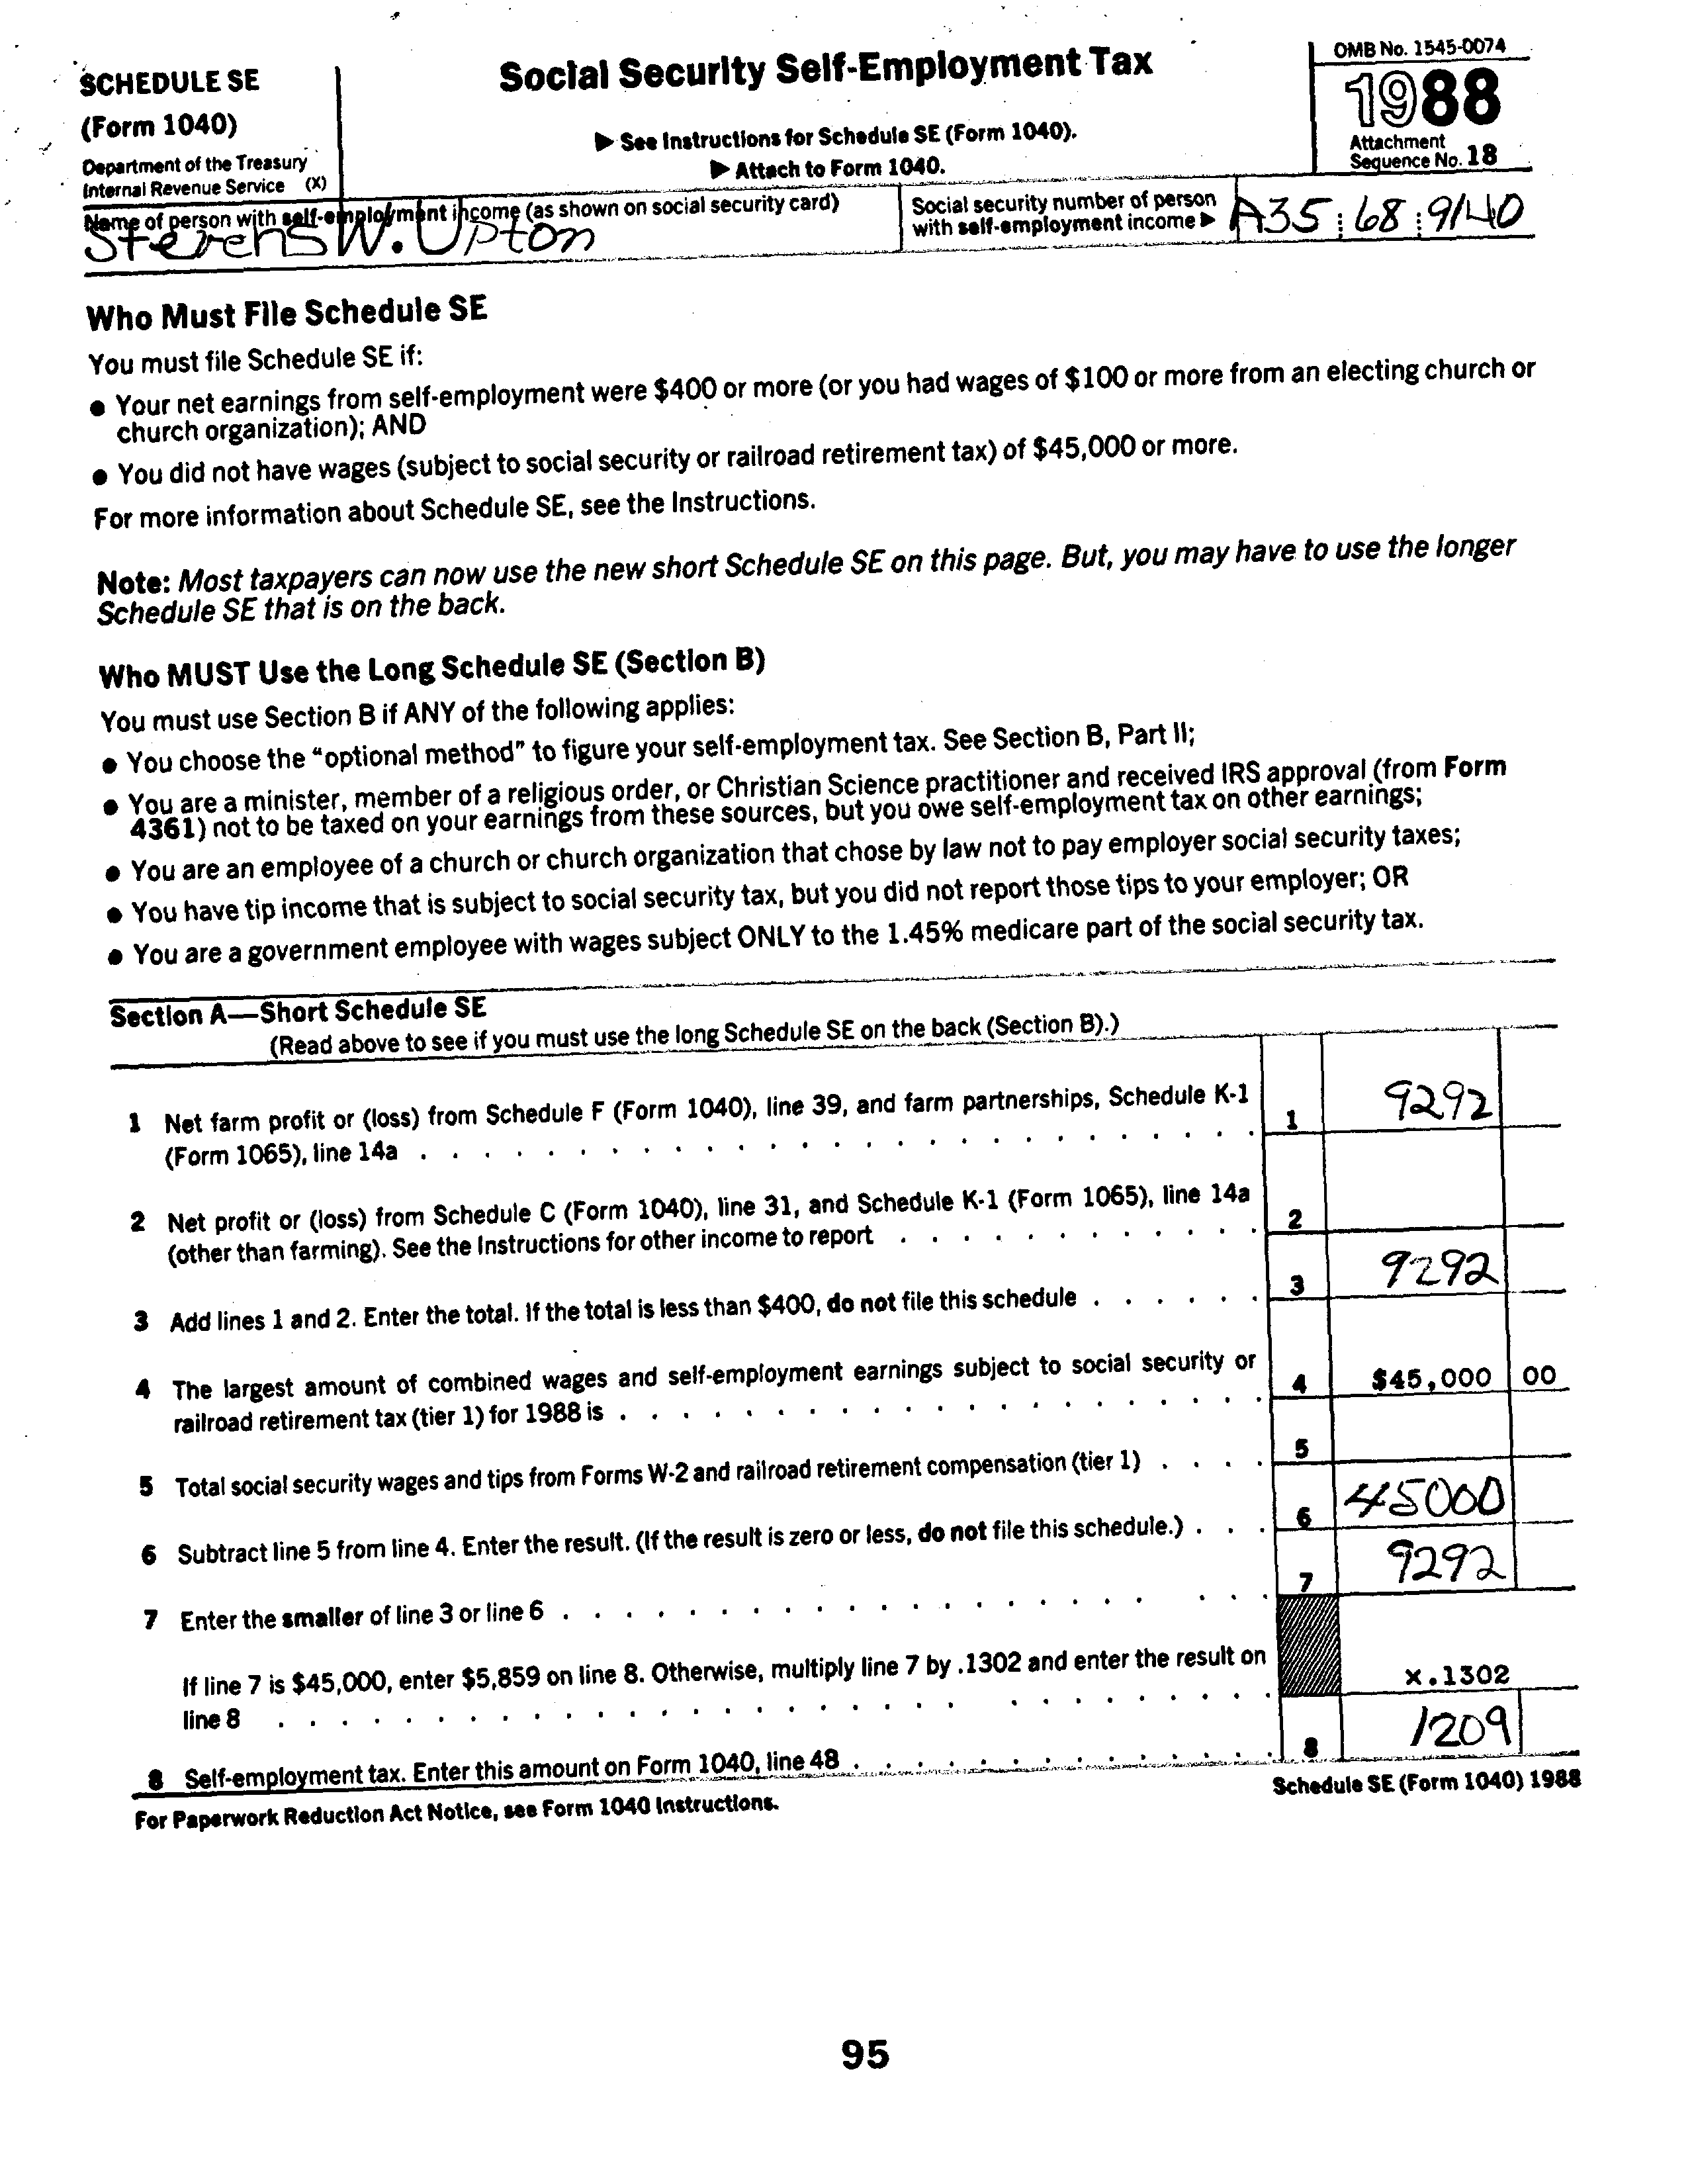 SCHEDULE SE
(Form 1040)
Department of the Treasury
Internal Revenue Service (X)
Social Security Self-Employment Tax
▶ See Instructions for Schedule SE (Form 1040).
▶ Attach to Form 1040.
OMB No. 1545-0074
1988
Attachment
Sequence No. 18
Name of person with self-employment income (as shown on social security card)
Stevens W. Upton
Social security number of person
with self-employment income ▶
A35:68:9140
Who Must File Schedule SE
You must file Schedule SE if:
● Your net earnings from self-employment were $400 or more (or you had wages of $100 or more from an electing church or
church organization); AND
● You did not have wages (subject to social security or railroad retirement tax) of $45,000 or more.
For more information about Schedule SE, see the Instructions.
Note: Most taxpayers can now use the new short Schedule SE on this page. But, you may have to use the longer
Schedule SE that is on the back.
Who MUST Use the Long Schedule SE (Section B)
You must use Section B if ANY of the following applies:
● You choose the "optional method" to figure your self-employment tax. See Section B, Part II;
● You are a minister, member of a religious order, or Christian Science practitioner and received IRS approval (from Form
4361) not to be taxed on your earnings from these sources, but you owe self-employment tax on other earnings;
● You are an employee of a church or church organization that chose by law not to pay employer social security taxes;
● You have tip income that is subject to social security tax, but you did not report those tips to your employer; OR
● You are a government employee with wages subject ONLY to the 1.45% medicare part of the social security tax.
Section A—Short Schedule SE
(Read above to see if you must use the long Schedule SE on the back (Section B).)
1 Net farm profit or (loss) from Schedule F (Form 1040), line 39, and farm partnerships, Schedule K-1
(Form 1065), line 14a . . . . . . . . . . 1 9292
2 Net profit or (loss) from Schedule C (Form 1040), line 31, and Schedule K-1 (Form 1065), line 14a
(other than farming). See the Instructions for other income to report . . . . . . . . . . 2
3 Add lines 1 and 2. Enter the total. If the total is less than $400, do not file this schedule . . . . . . 3 9292
4 The largest amount of combined wages and self-employment earnings subject to social security or
railroad retirement tax (tier 1) for 1988 is . . . . . . . . . . 4 $45,000 00
5 Total social security wages and tips from Forms W-2 and railroad retirement compensation (tier 1) . . . . 5
6 Subtract line 5 from line 4. Enter the result. (If the result is zero or less, do not file this schedule.) . . . 6 45000
7 Enter the smaller of line 3 or line 6 . . . . . . . . . . 7 9292
If line 7 is $45,000, enter $5,859 on line 8. Otherwise, multiply line 7 by .1302 and enter the result on
line 8 . . . . . . . . . . x.1302
8 Self-employment tax. Enter this amount on Form 1040, line 48 . . . . . . . . . . 8 1209
For Paperwork Reduction Act Notice, see Form 1040 Instructions.
Schedule SE (Form 1040) 1988
95